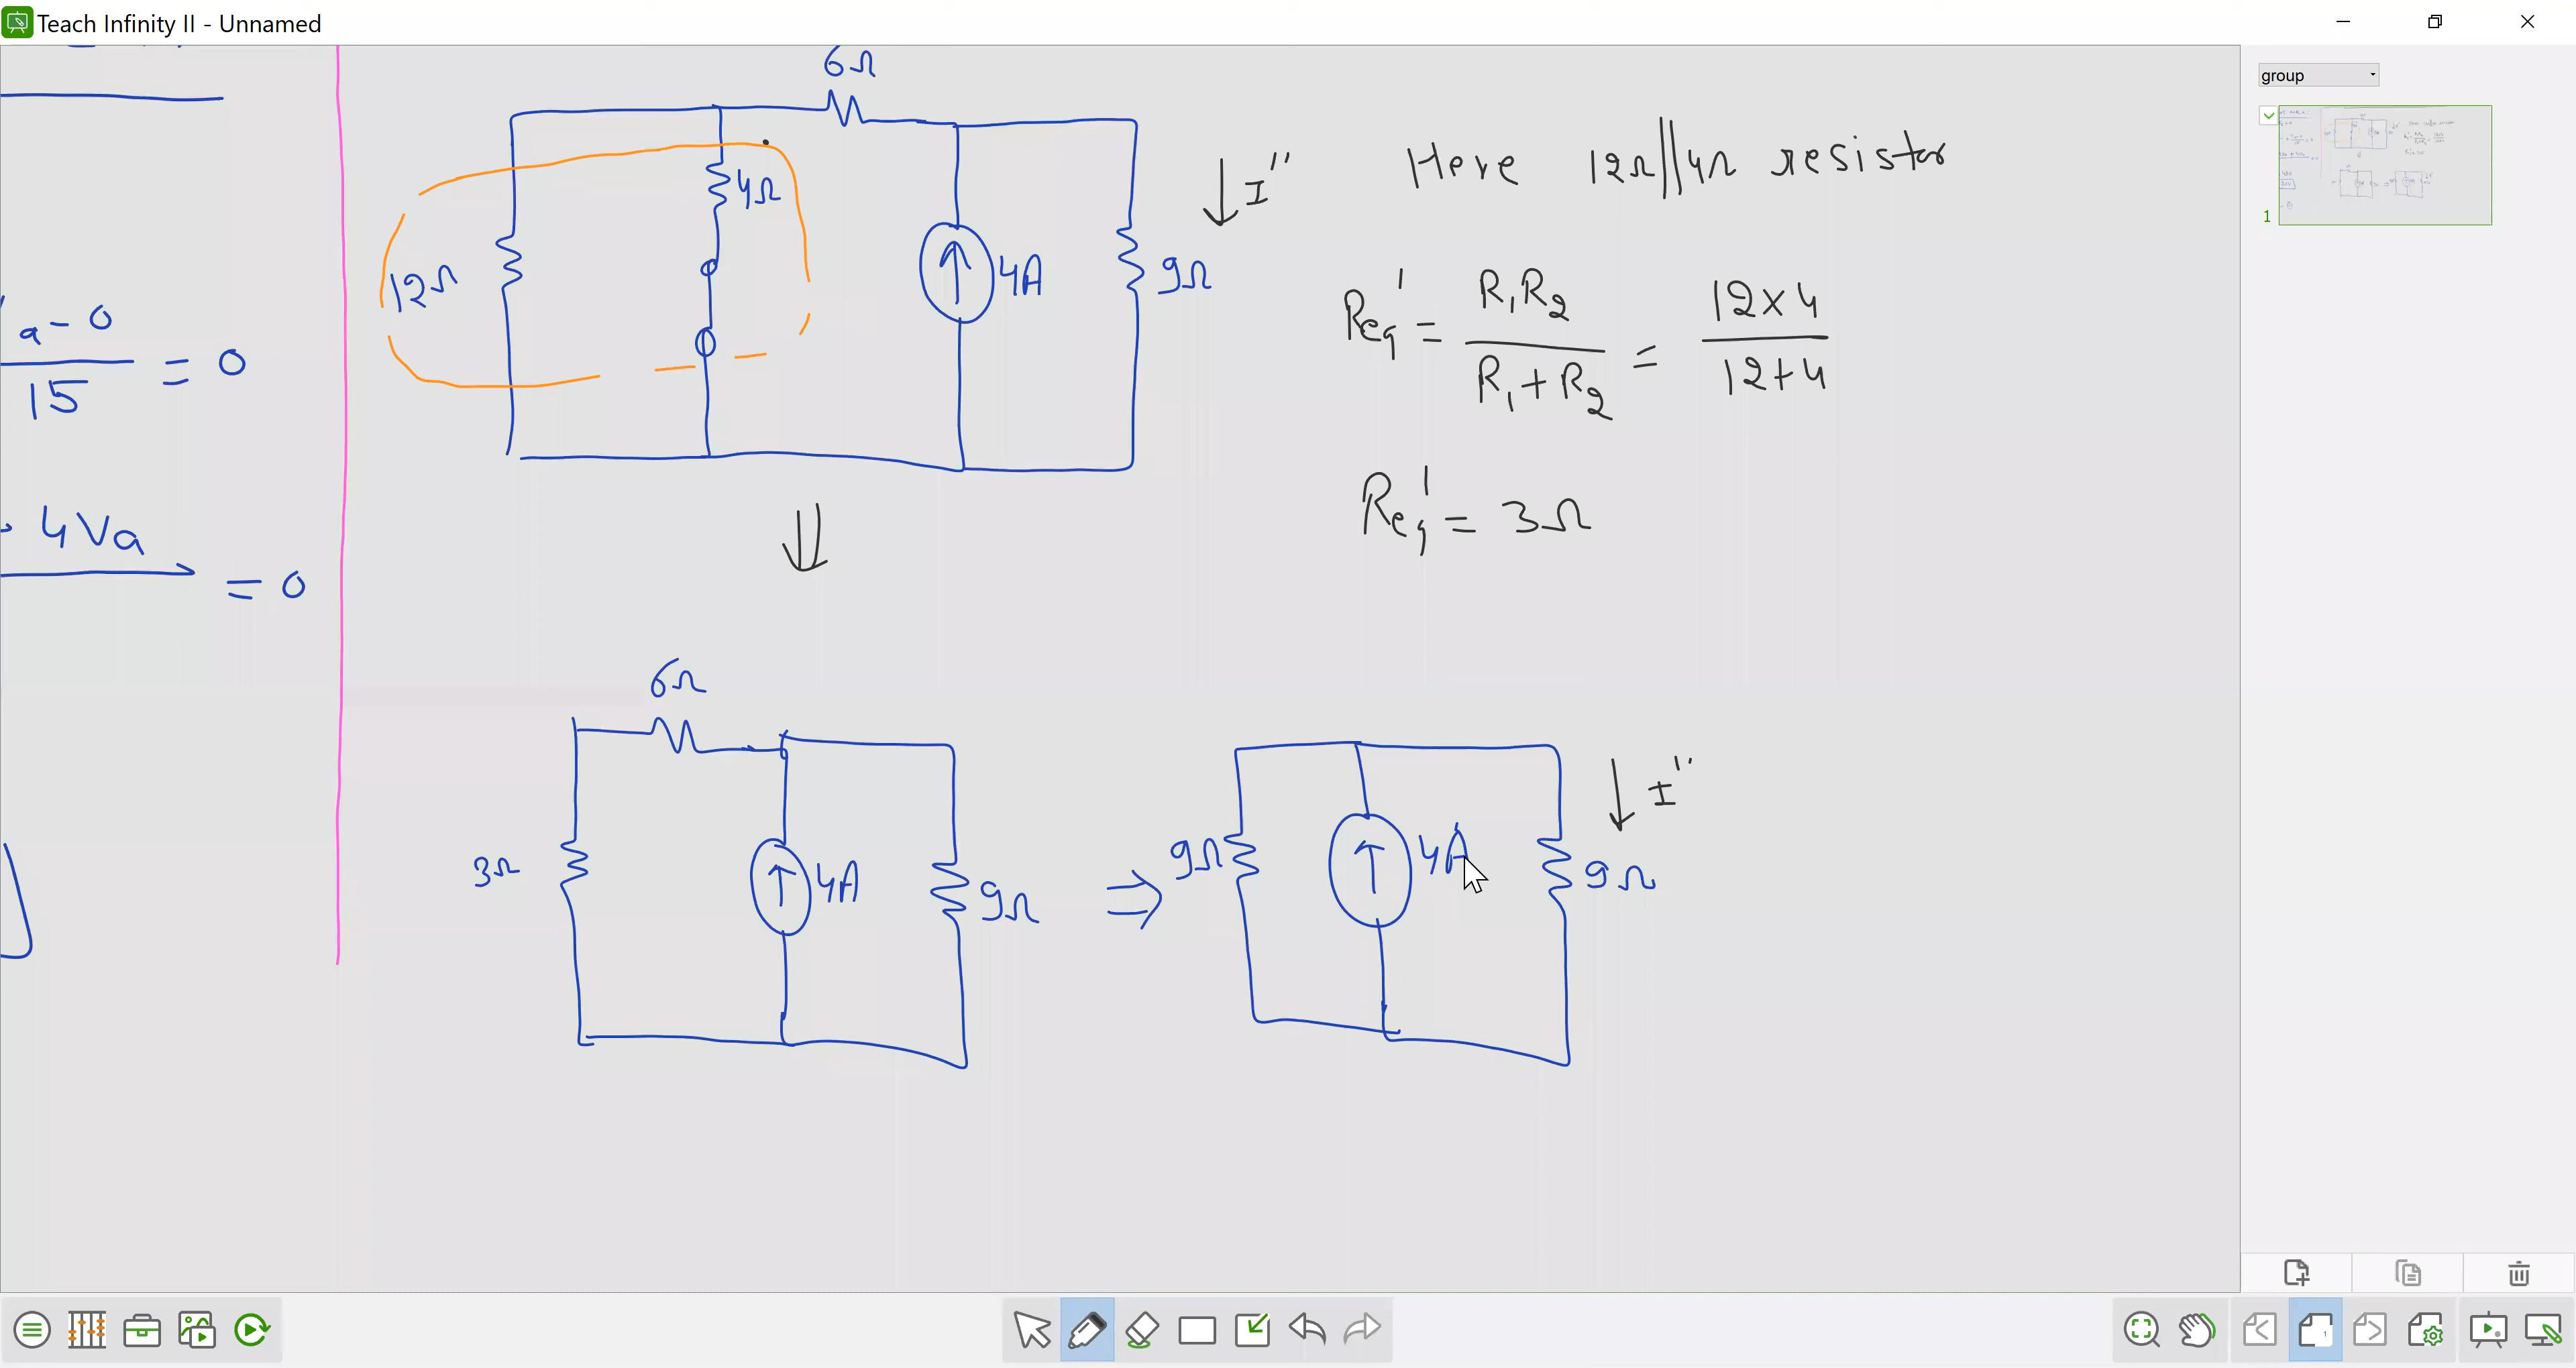 Teach Infinity II - Unnamed
group
1
a - 0
15
= 0
4Va
= 0
6Ω
12Ω
4Ω
4A
9Ω
I''
Here 12Ω||4Ω resistor
Req' = R1R2 / R1+R2 = 12×4 / 12+4
Req' = 3Ω
6Ω
3Ω
4A
9Ω
⇒
9Ω
4A
9Ω
I''